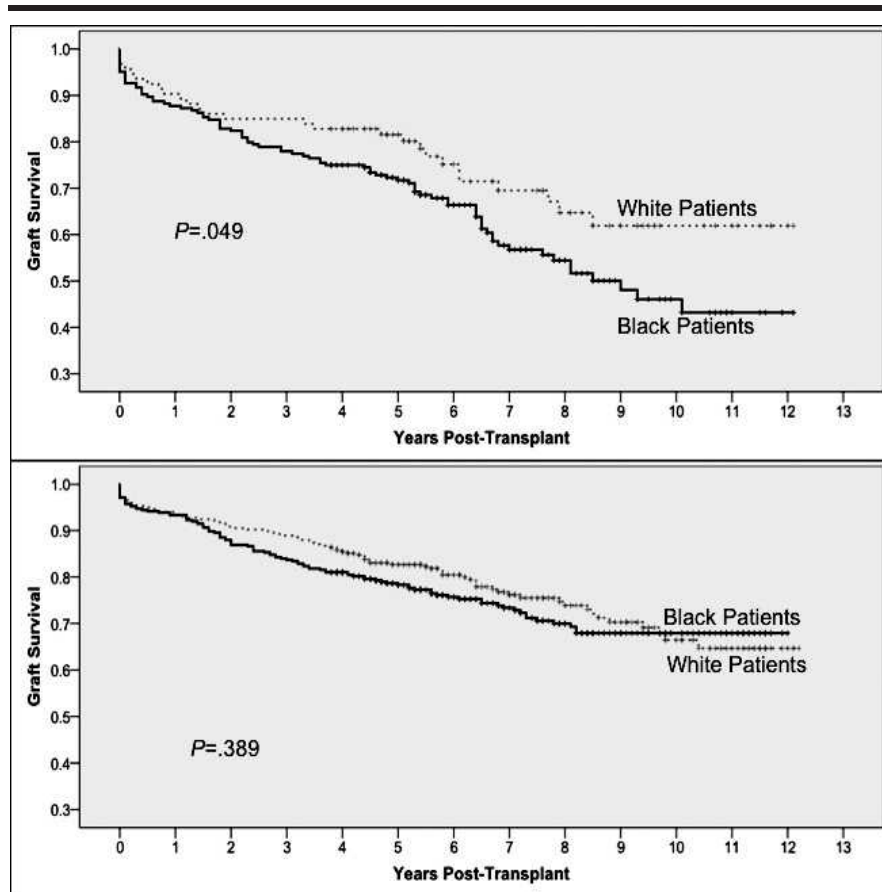 1.0
0.9
0.8
0.7
0.6
0.5
0.4
0.3
Graft Survival
P=.049
White Patients
Black Patients
0 1 2 3 4 5 6 7 8 9 10 11 12 13
Years Post-Transplant
1.0
0.9
0.8
0.7
0.6
0.5
0.4
0.3
Graft Survival
P=.389
Black Patients
White Patients
0 1 2 3 4 5 6 7 8 9 10 11 12 13
Years Post-Transplant